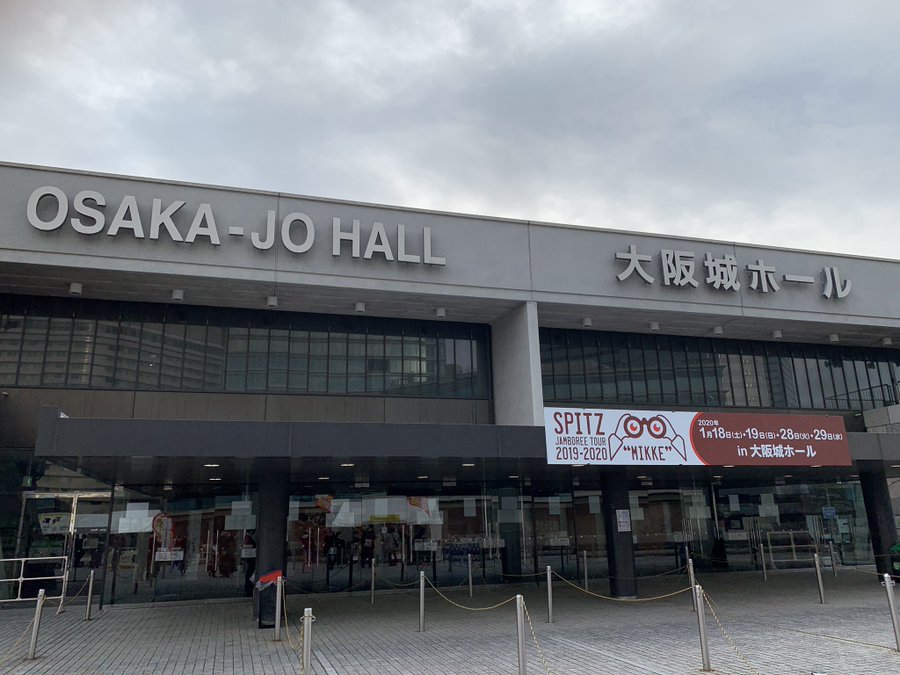 OSAKA-JO HALL
大阪城ホール
SPITZ
JAMBOREE TOUR
2019-2020
"MIKKE"
2020年
1月18日(土)・19日(日)・28日(火)・29日(水)
in 大阪城ホール